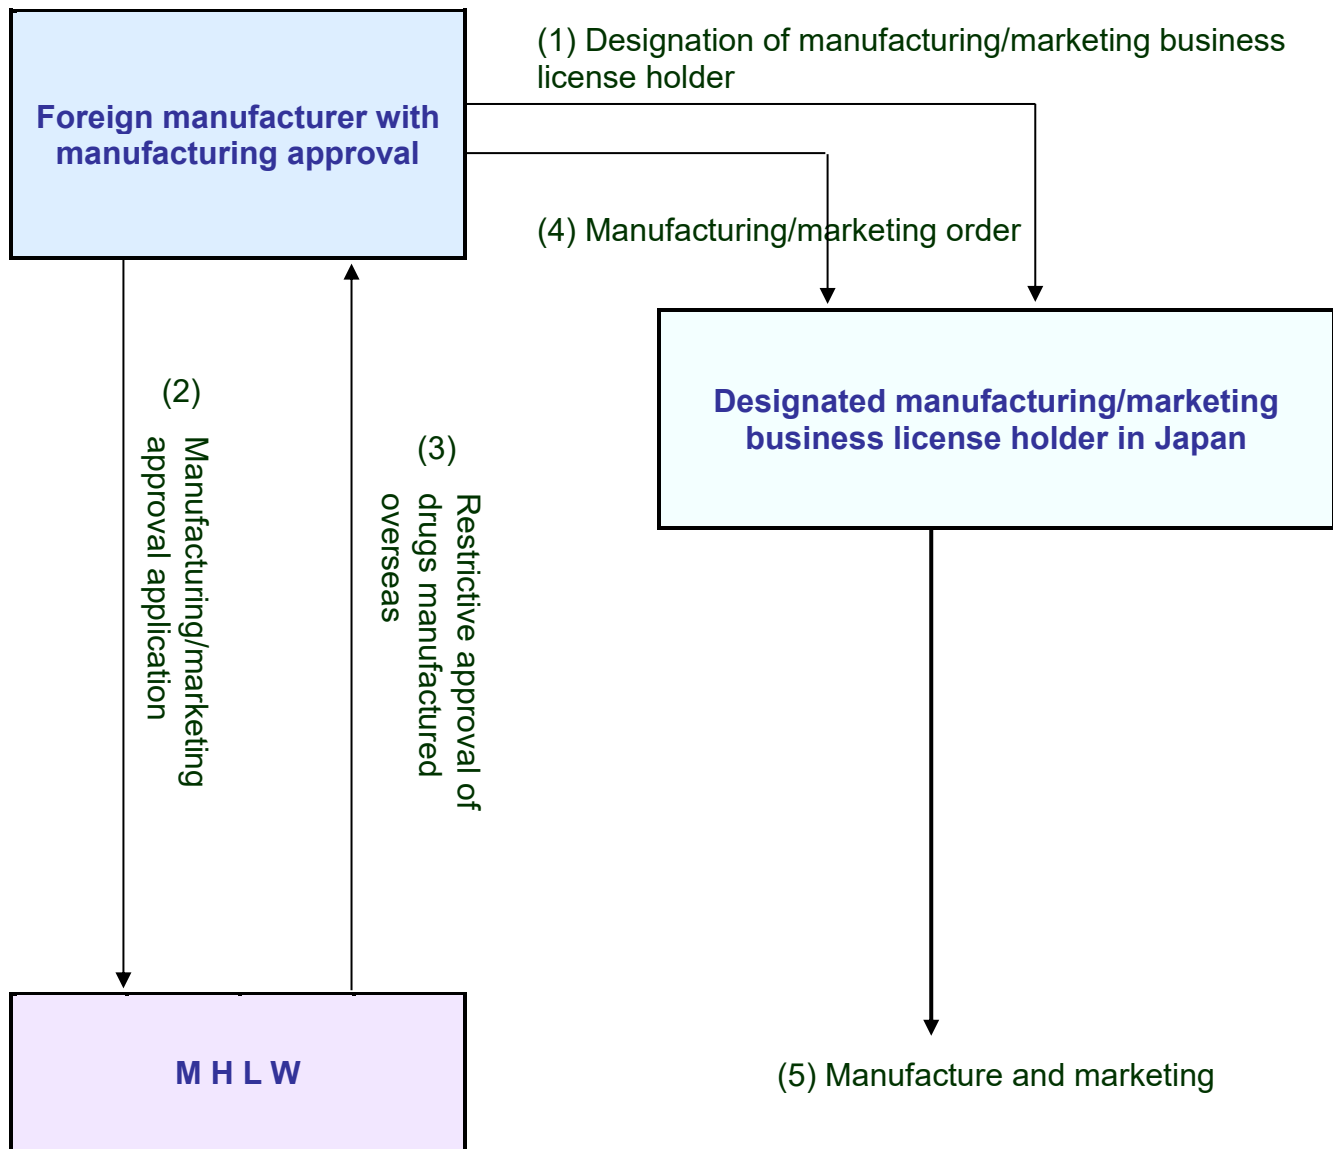 (1) Designation of manufacturing/marketing business
license holder
Foreign manufacturer with
manufacturing approval
(4) Manufacturing/marketing order
(2)
Manufacturing/marketing
approval application
(3)
Restrictive approval of
drugs manufactured
overseas
Designated manufacturing/marketing
business license holder in Japan
M H L W
(5) Manufacture and marketing